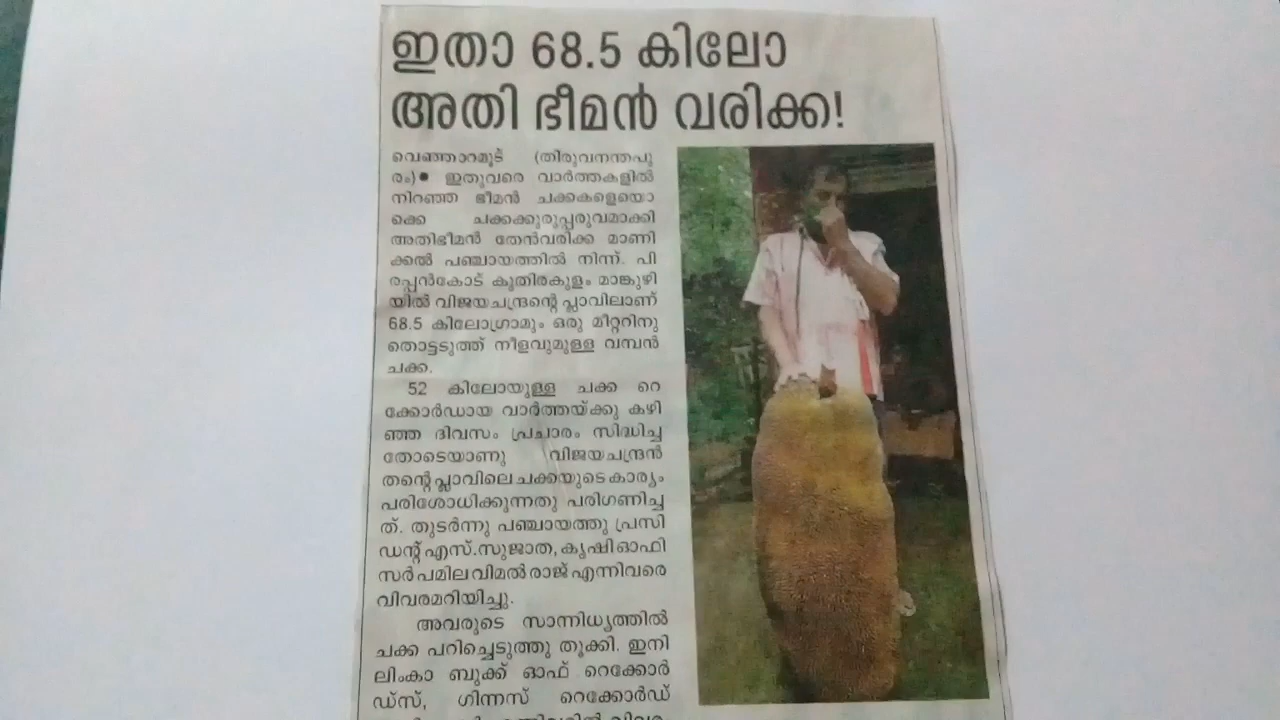 ഇതാ 68.5 കിലോ
അതി ഭീമൻ വരിക്ക!
വെഞ്ഞാറമൂട് (തിരുവനന്തപു
രം)● ഇതുവരെ വാർത്തകളിൽ
നിറഞ്ഞ ഭീമൻ ചക്കകളെയൊ
ക്കെ ചക്കക്കുരുപ്പരുവമാക്കി
അതിഭീമൻ തേൻവരിക്ക മാണി
ക്കൽ പഞ്ചായത്തിൽ നിന്ന്. പി
രപ്പൻകോട് കുതിരകുളം മാങ്കുഴി
യിൽ വിജയചന്ദ്രന്റെ പ്ലാവിലാണ്
68.5 കിലോഗ്രാമും ഒരു മീറ്ററിനു
തൊട്ടടുത്ത് നീളവുമുള്ള വമ്പൻ
ചക്ക.
52 കിലോയുള്ള ചക്ക റെ
ക്കോർഡായ വാർത്തയ്ക്കു കഴി
ഞ്ഞ ദിവസം പ്രചാരം സിദ്ധിച്ച
തോടെയാണു വിജയചന്ദ്രൻ
തന്റെ പ്ലാവിലെ ചക്കയുടെ കാര്യം
പരിശോധിക്കുന്നതു പരിഗണിച്ച
ത്. തുടർന്നു പഞ്ചായത്തു പ്രസി
ഡന്റ് എസ്.സുജാത, കൃഷി ഓഫി
സർ പമില വിമൽ രാജ് എന്നിവരെ
വിവരമറിയിച്ചു.
അവരുടെ സാന്നിധ്യത്തിൽ
ചക്ക പറിച്ചെടുത്തു തൂക്കി. ഇനി
ലിംകാ ബുക്ക് ഓഫ് റെക്കോർ
ഡ്സ്, ഗിന്നസ് റെക്കോർഡ്